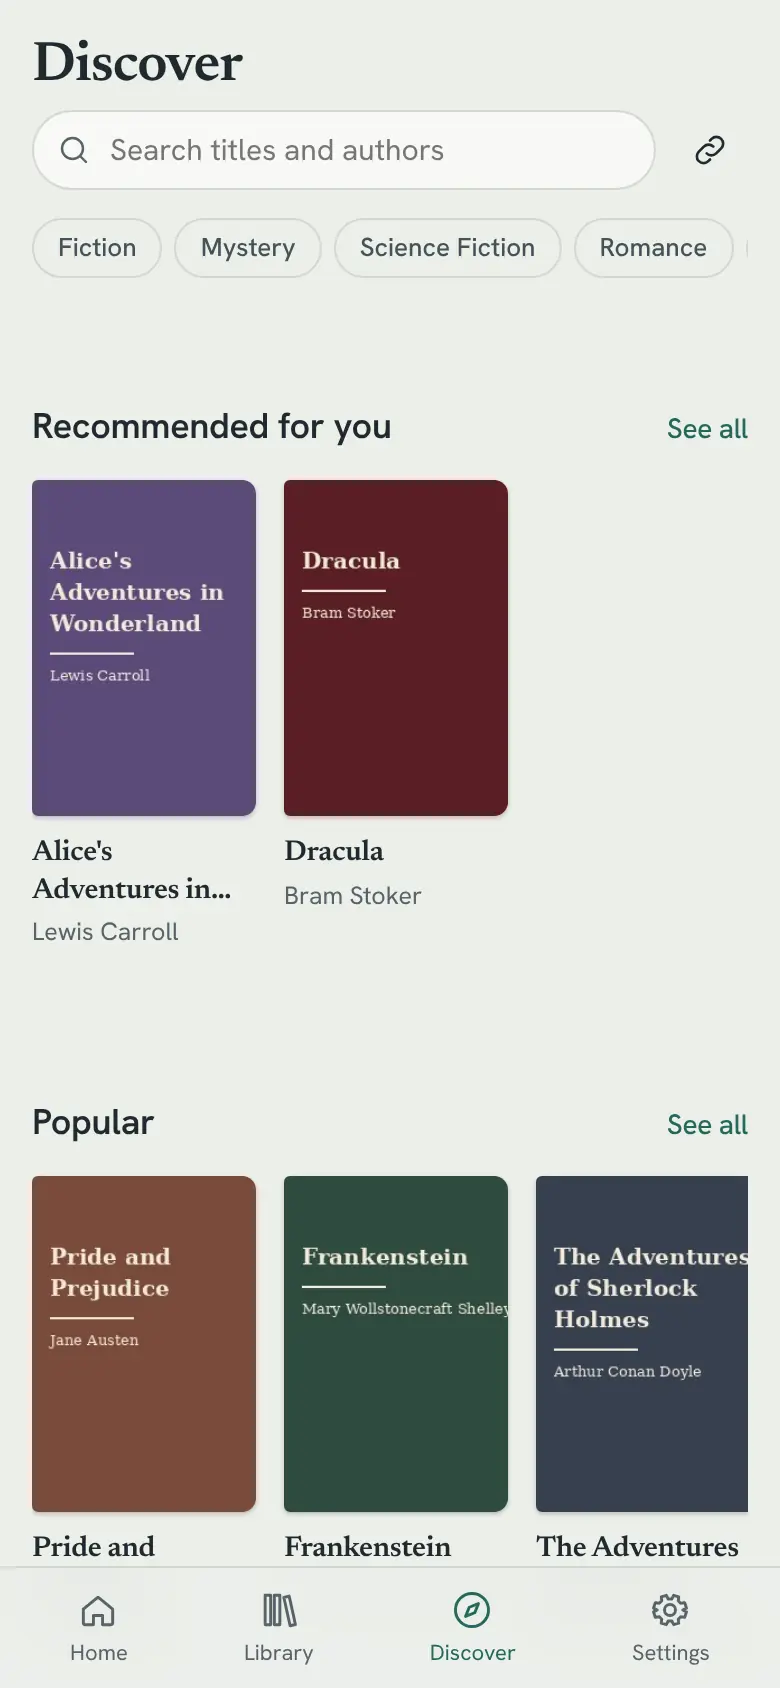 Discover
Search titles and authors
Fiction
Mystery
Science Fiction
Romance
Recommended for you
See all
Alice's
Adventures in
Wonderland
Lewis Carroll
Dracula
Bram Stoker
Alice's
Adventures in...
Lewis Carroll
Dracula
Bram Stoker
Popular
See all
Pride and
Prejudice
Jane Austen
Frankenstein
Mary Wollstonecraft Shelley
The Adventures
of Sherlock
Holmes
Arthur Conan Doyle
Pride and
Frankenstein
The Adventures
Home
Library
Discover
Settings